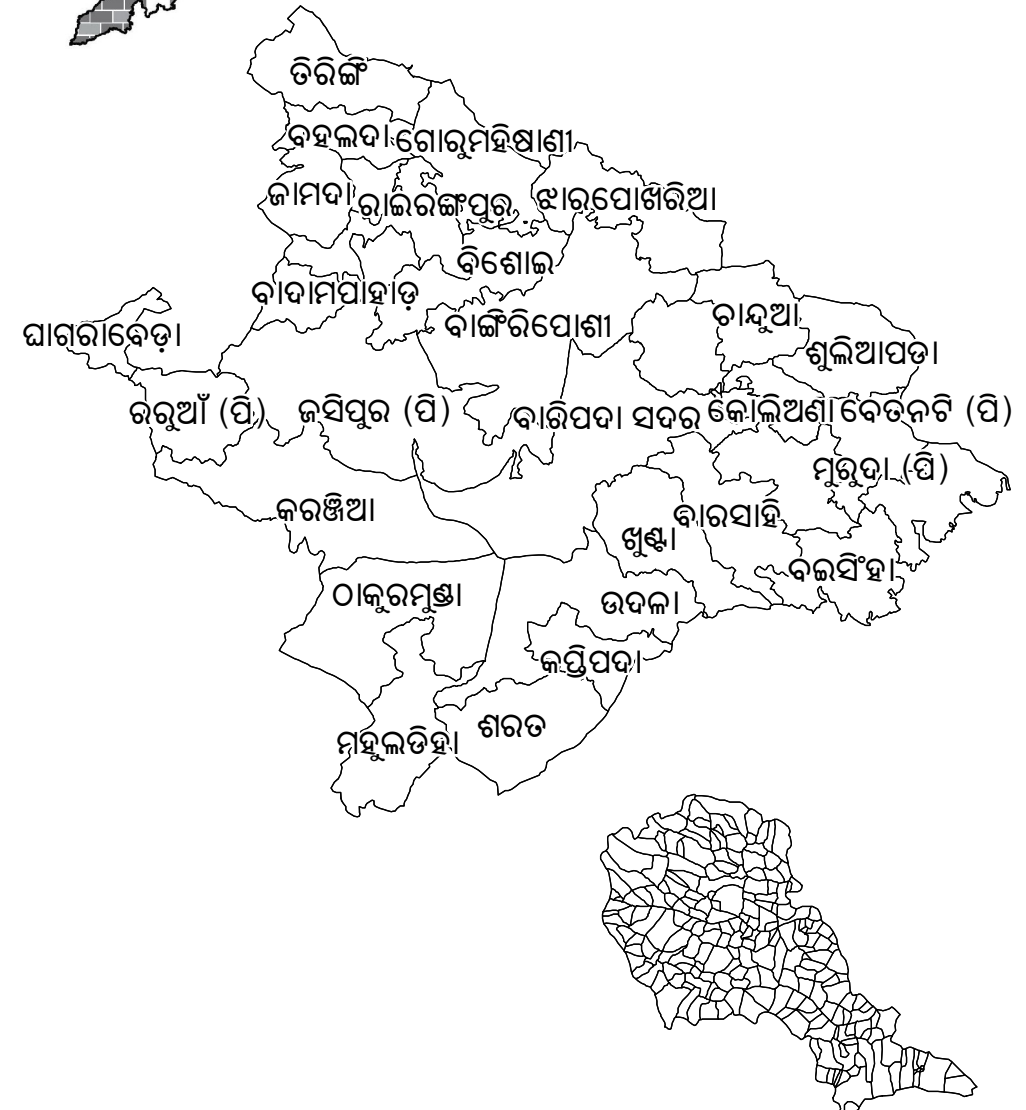 ତିରିଙ୍ଗି
ବହଲଦା
ଗୋରୁମହିଷାଣୀ
ଜାମଦା
ରାଇରଙ୍ଗପୁର
ଝାରପୋଖରିଆ
ବିଶୋଇ
ବାଦାମପାହାଡ଼
ବାଙ୍ଗିରିପୋଶୀ
ଚାନ୍ଦୁଆ
ଘାଗରାବେଡ଼ା
ଶୁଲିଆପଡା
ରରୁଆଁ (ପି)
ଜସିପୁର (ପି)
ବାରିପଦା ସଦର
କୋଲିଅଣା
ବେତନଟି (ପି)
ମୁରୁଦା (ପି)
କରଞ୍ଜିଆ
ବାରସାହି
ଖୁଣ୍ଟା
ବଇସିଂହା
ଠାକୁରମୁଣ୍ଡା
ଉଦଳା
କପ୍ତିପଦା
ଶରତ
ମହୁଲଡିହା